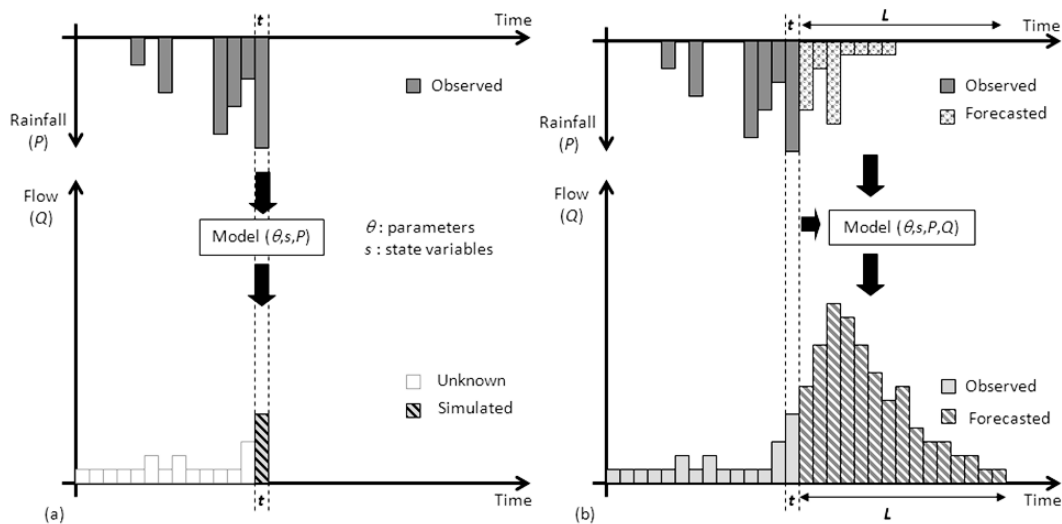 t
Time
Observed
Rainfall
(P)
Flow
(Q)
Model (θ,s,P)
θ : parameters
s : state variables
Unknown
Simulated
(a)
t
Time
t
L
Time
Observed
Forecasted
Rainfall
(P)
Flow
(Q)
Model (θ,s,P,Q)
Observed
Forecasted
(b)
t
L
Time